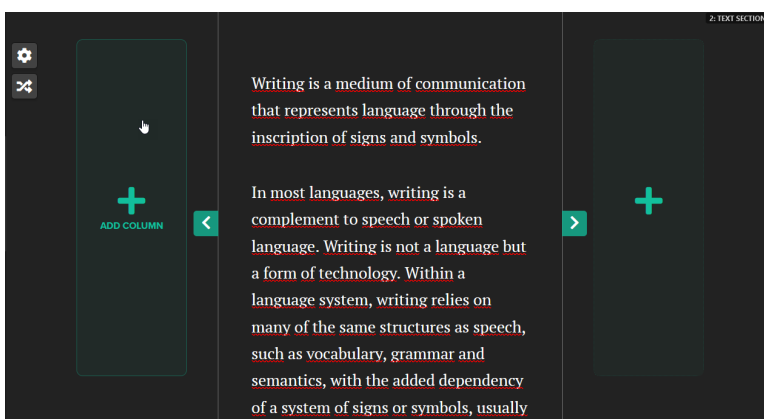 2: TEXT SECTION
Writing is a medium of communication
that represents language through the
inscription of signs and symbols.
In most languages, writing is a
complement to speech or spoken
language. Writing is not a language but
a form of technology. Within a
language system, writing relies on
many of the same structures as speech,
such as vocabulary, grammar and
semantics, with the added dependency
of a system of signs or symbols, usually
ADD COLUMN